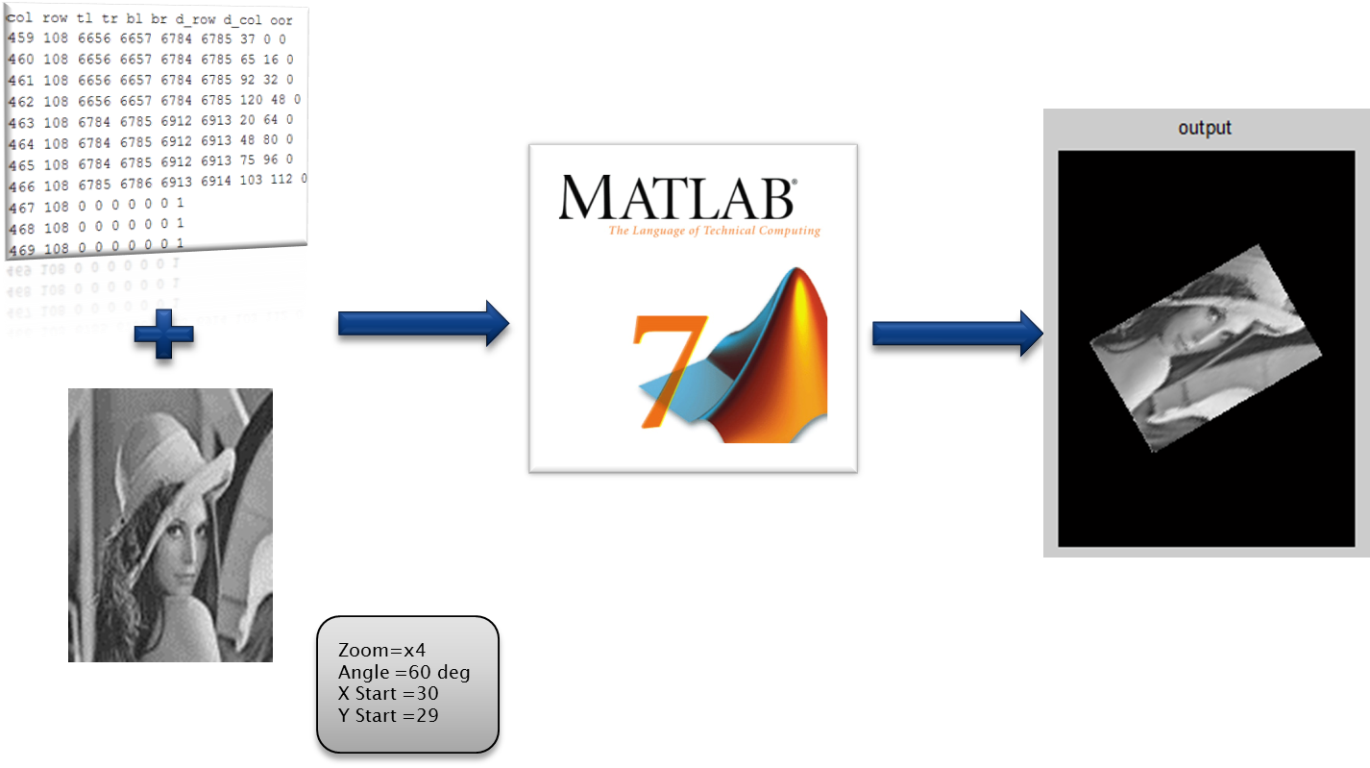 col row tl tr bl br d_row d_col oor
459 108 6656 6657 6784 6785 37 0 0
460 108 6656 6657 6784 6785 65 16 0
461 108 6656 6657 6784 6785 92 32 0
462 108 6656 6657 6784 6785 120 48 0
463 108 6784 6785 6912 6913 20 64 0
464 108 6784 6785 6912 6913 48 80 0
465 108 6784 6785 6912 6913 75 96 0
466 108 6785 6786 6913 6914 103 112 0
467 108 0 0 0 0 0 0 1
468 108 0 0 0 0 0 0 1
469 108 0 0 0 0 0 0 1
MATLAB®
The Language of Technical Computing
7
output
Zoom=x4
Angle =60 deg
X Start =30
Y Start =29